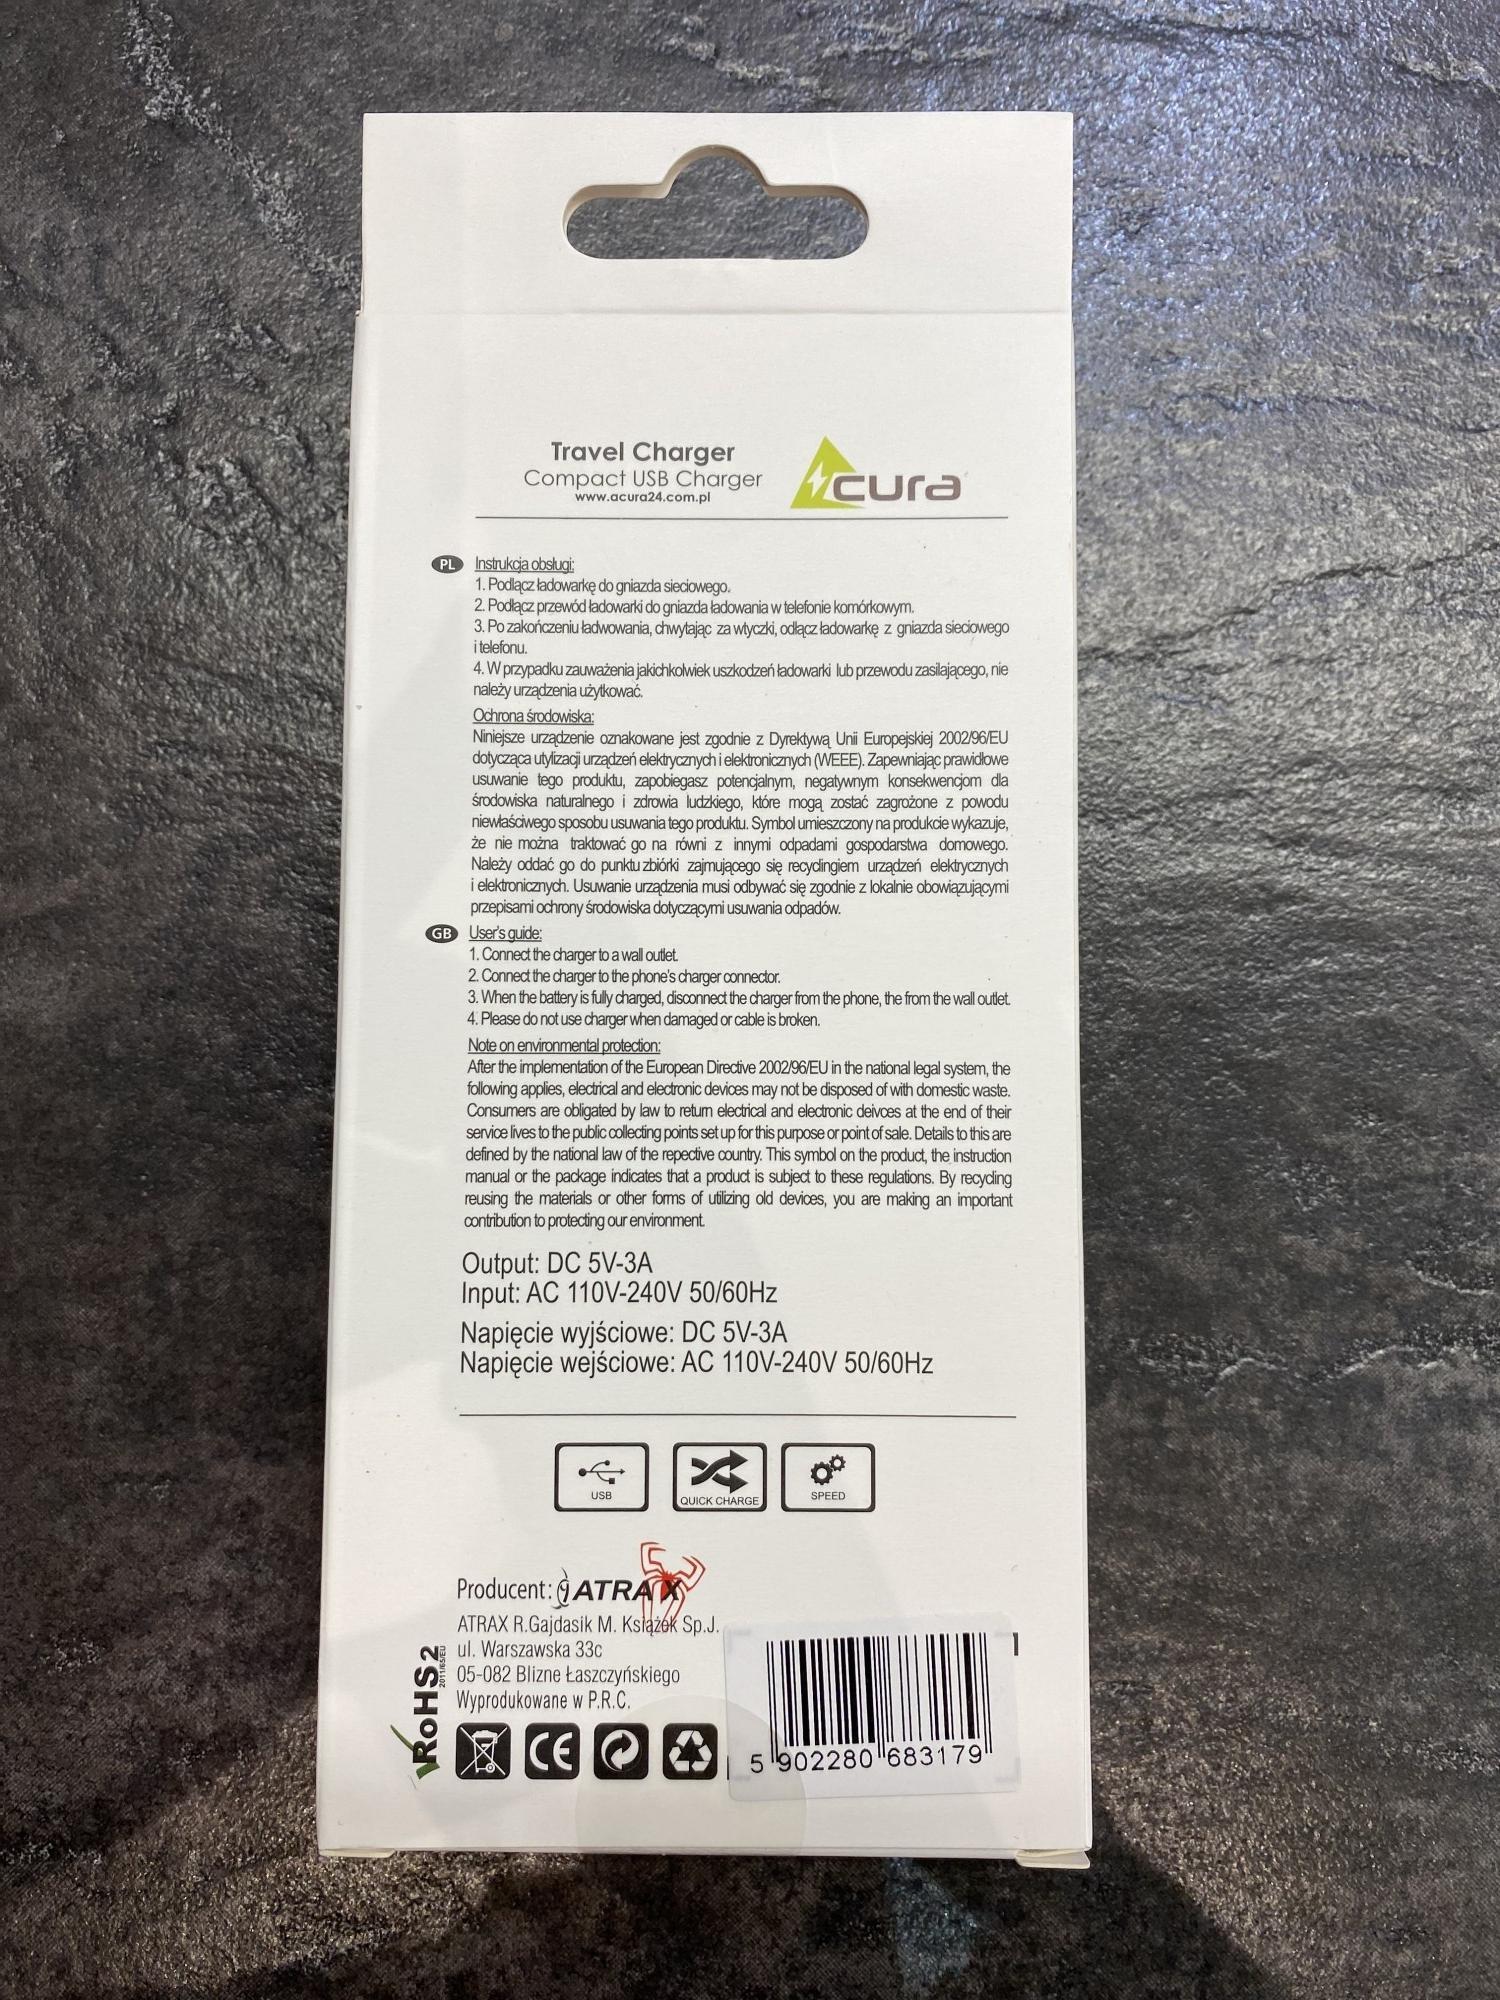 Travel Charger
Compact USB Charger
www.acura24.com.pl
cura
PL
Instrukcja obsługi:
1. Podłącz ładowarkę do gniazda sieciowego.
2. Podłącz przewód ładowarki do gniazda ładowania w telefonie komórkowym.
3. Po zakończeniu ładwowania, chwytając za wtyczki, odłącz ładowarkę z gniazda sieciowego
i telefonu.
4. W przypadku zauważenia jakichkolwiek uszkodzeń ładowarki lub przewodu zasilającego, nie
należy urządzenia użytkować.
Ochrona środowiska:
Niniejsze urządzenie oznakowane jest zgodnie z Dyrektywą Unii Europejskiej 2002/96/EU
dotycząca utylizacji urządzeń elektrycznych i elektronicznych (WEEE). Zapewniając prawidłowe
usuwanie tego produktu, zapobiegasz potencjalnym, negatywnym konsekwencjom dla
środowiska naturalnego i zdrowia ludzkiego, które mogą zostać zagrożone z powodu
niewłaściwego sposobu usuwania tego produktu. Symbol umieszczony na produkcie wykazuje,
że nie można traktować go na równi z innymi odpadami gospodarstwa domowego.
Należy oddać go do punktu zbiórki zajmującego się recyclingiem urządzeń elektrycznych
i elektronicznych. Usuwanie urządzenia musi odbywać się zgodnie z lokalnie obowiązującymi
przepisami ochrony środowiska dotyczącymi usuwania odpadów.
GB
User's guide:
1. Connect the charger to a wall outlet.
2. Connect the charger to the phone's charger connector.
3. When the battery is fully charged, disconnect the charger from the phone, the from the wall outlet.
4. Please do not use charger when damaged or cable is broken.
Note on environmental protection:
After the implementation of the European Directive 2002/96/EU in the national legal system, the
following applies, electrical and electronic devices may not be disposed of with domestic waste.
Consumers are obligated by law to return electrical and electronic deivces at the end of their
service lives to the public collecting points set up for this purpose or point of sale. Details to this are
defined by the national law of the repective country. This symbol on the product, the instruction
manual or the package indicates that a product is subject to these regulations. By recycling
reusing the materials or other forms of utilizing old devices, you are making an important
contribution to protecting our environment.
Output: DC 5V-3A
Input: AC 110V-240V 50/60Hz
Napięcie wyjściowe: DC 5V-3A
Napięcie wejściowe: AC 110V-240V 50/60Hz
USB
QUICK CHARGE
SPEED
Producent: ATRAX
ATRAX R.Gajdasik M. Książek Sp.J.
ul. Warszawska 33c
05-082 Blizne Łaszczyńskiego
Wyprodukowane w P.R.C.
RoHS2
2011/65/EU
CE
5 902280 683179